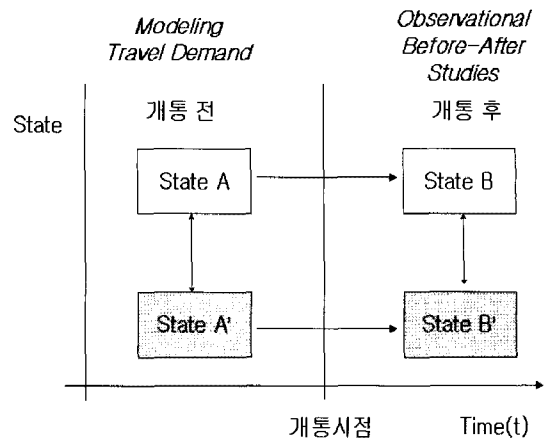 Modeling
Travel Demand
Observational
Before-After
Studies
개통 전
개통 후
State
State A
State B
State A'
State B'
개통시점
Time(t)